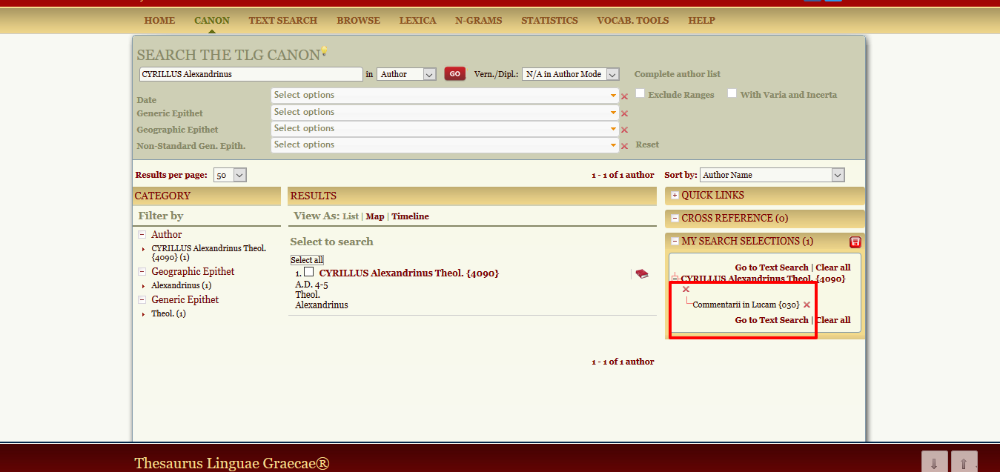 HOME CANON TEXT SEARCH BROWSE LEXICA N-GRAMS STATISTICS VOCAB. TOOLS HELP
SEARCH THE TLG CANON
CYRILLUS Alexandrinus in Author GO Vern./Dipl.: N/A in Author Mode Complete author list
Date Select options Exclude Ranges With Varia and Incerta
Generic Epithet Select options
Geographic Epithet Select options
Non-Standard Gen. Epith. Select options Reset
Results per page: 50 1 - 1 of 1 author Sort by: Author Name
CATEGORY
Filter by
Author
CYRILLUS Alexandrinus Theol.
{4090} (1)
Geographic Epithet
Alexandrinus (1)
Generic Epithet
Theol. (1)
RESULTS
View As: List | Map | Timeline
Select to search
Select all
1. CYRILLUS Alexandrinus Theol. {4090}
A.D. 4-5
Theol.
Alexandrinus
1 - 1 of 1 author
QUICK LINKS
CROSS REFERENCE (0)
MY SEARCH SELECTIONS (1)
Go to Text Search | Clear all
CYRILLUS Alexandrinus Theol. {4090}
Commentarii in Lucam {030}
Go to Text Search | Clear all
Thesaurus Linguae Graecae®